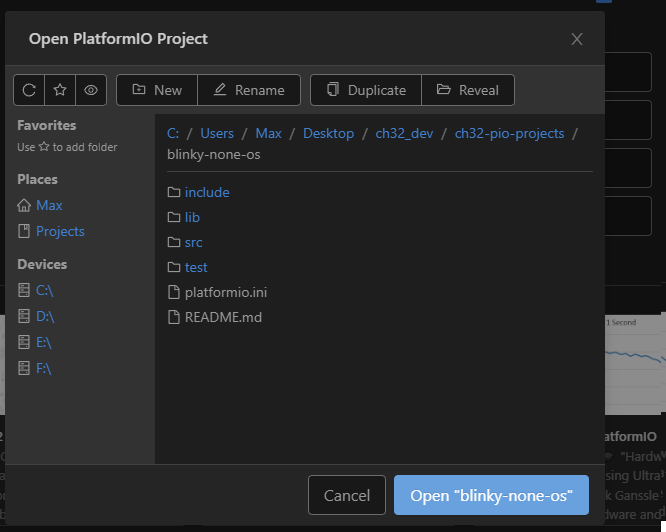 Open PlatformIO Project
New Rename Duplicate Reveal
Favorites
Use ☆ to add folder
Places
Max
Projects
Devices
C:\
D:\
E:\
F:\
C: / Users / Max / Desktop / ch32_dev / ch32-pio-projects /
blinky-none-os
include
lib
src
test
platformio.ini
README.md
1 Second
atformIO
"Hardw
sing Ultra
k Ganssle
dware and
Cancel Open "blinky-none-os"